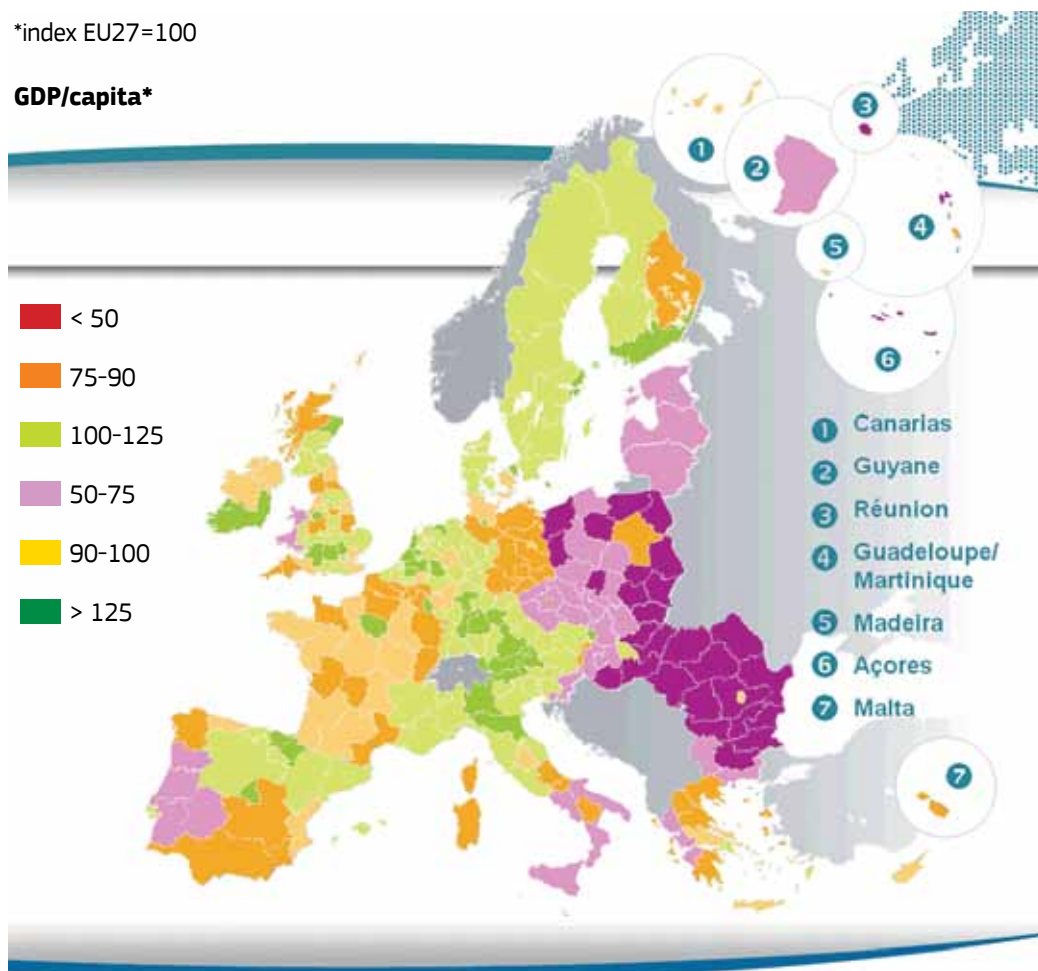 *index EU27=100
GDP/capita*
< 50
75-90
100-125
50-75
90-100
> 125
1
2
3
4
5
6
1 Canarias
2 Guyane
3 Réunion
4 Guadeloupe/
Martinique
5 Madeira
6 Açores
7 Malta
7